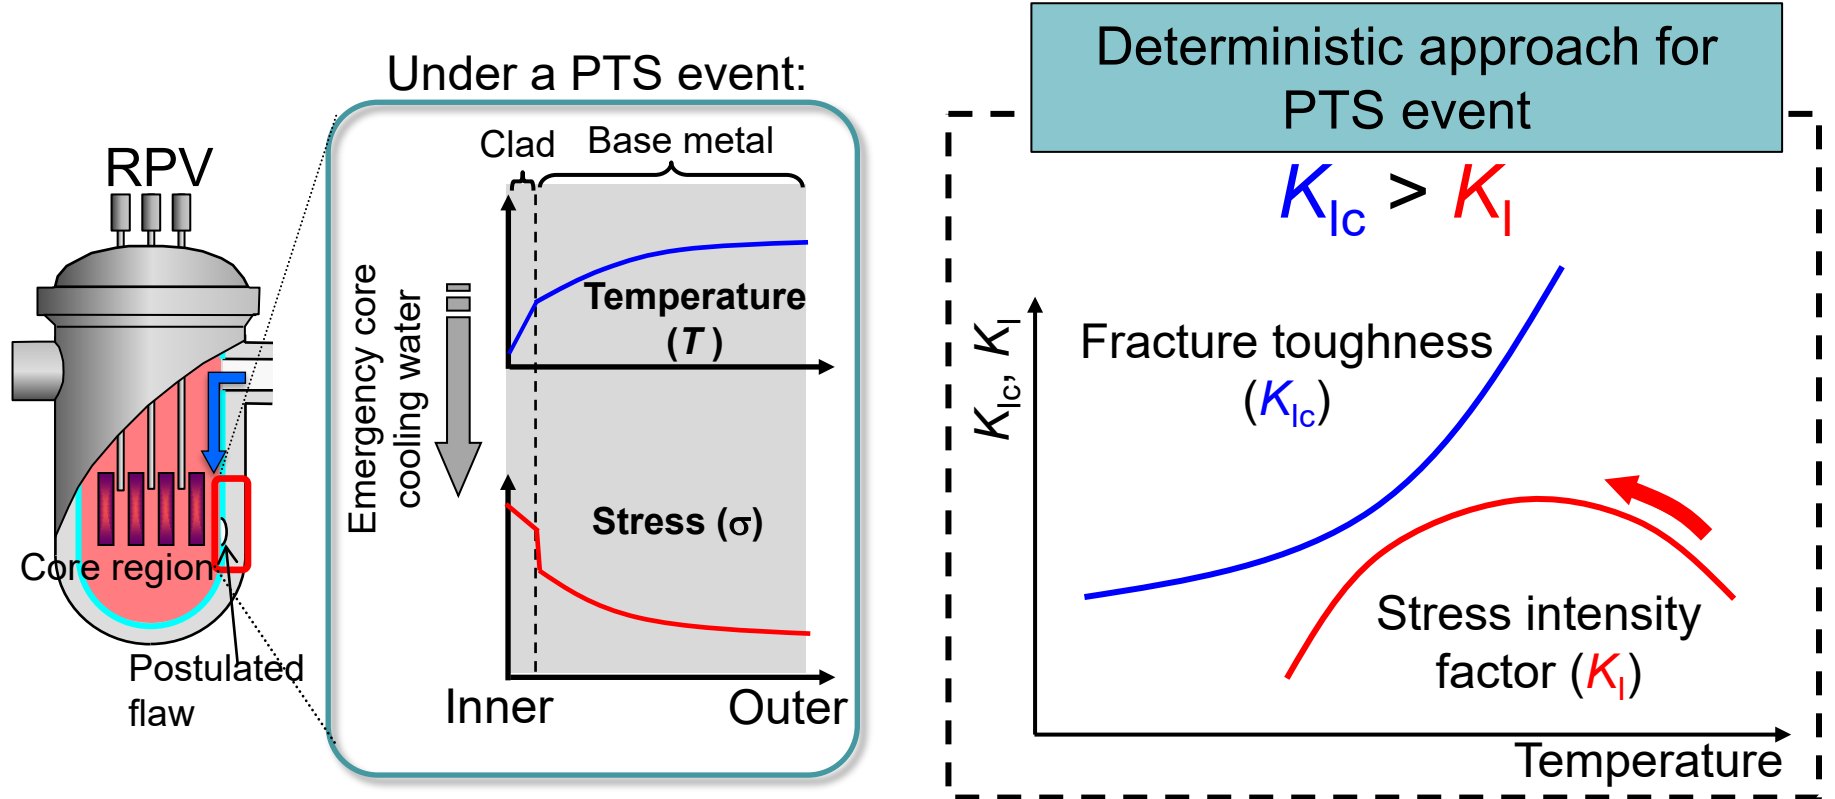 RPV
Core region
Postulated
flaw
Under a PTS event:
Clad
Base metal
Emergency core
cooling water
Temperature
(T)
Stress (σ)
Inner
Outer
Deterministic approach for
PTS event
KIc > KI
KIc, KI
Fracture toughness
(KIc)
Stress intensity
factor (KI)
Temperature